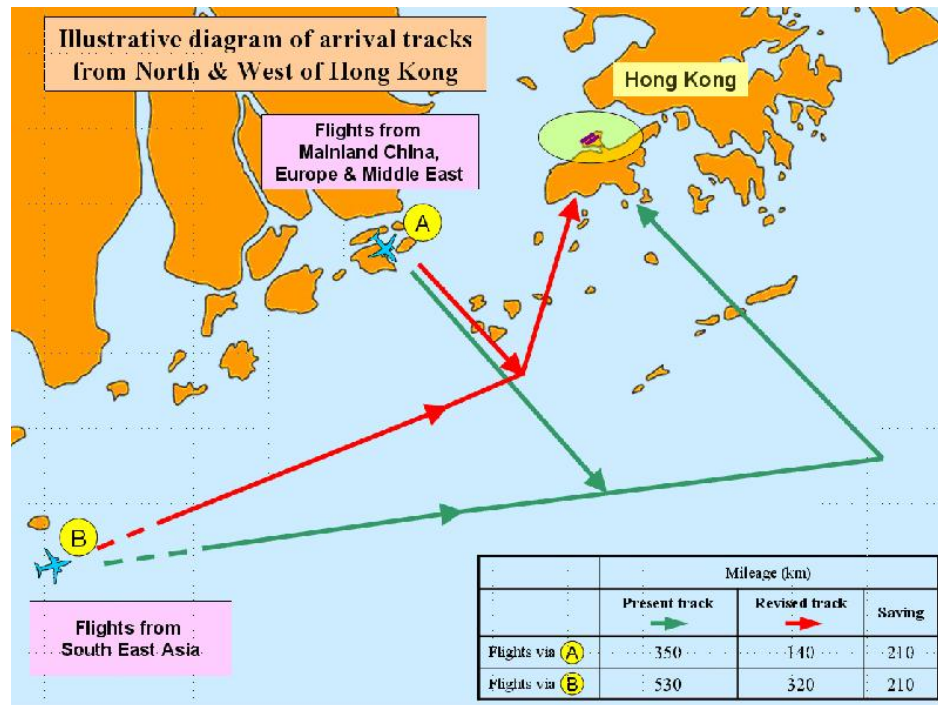 Illustrative diagram of arrival tracks
from North & West of Hong Kong
Hong Kong
Flights from
Mainland China,
Europe & Middle East
A
B
Flights from
South East Asia
Mileage (km)
Present track Revised track Saving
Flights via A 350 140 210
Flights via B 530 320 210